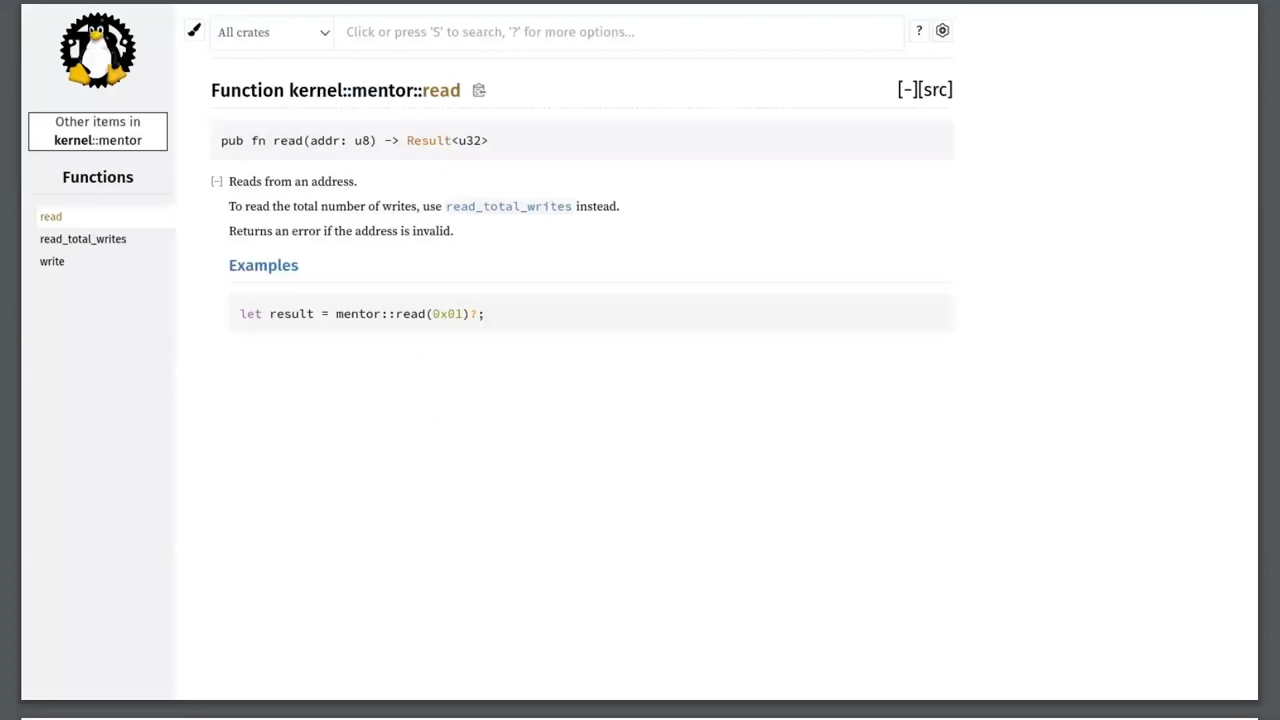 All crates
Click or press 'S' to search, '?' for more options...
?
Other items in
kernel::mentor
Functions
read
read_total_writes
write
Function kernel::mentor::read
[-][src]
pub fn read(addr: u8) -> Result<u32>
[-] Reads from an address.
To read the total number of writes, use read_total_writes instead.
Returns an error if the address is invalid.
Examples
let result = mentor::read(0x01)?;